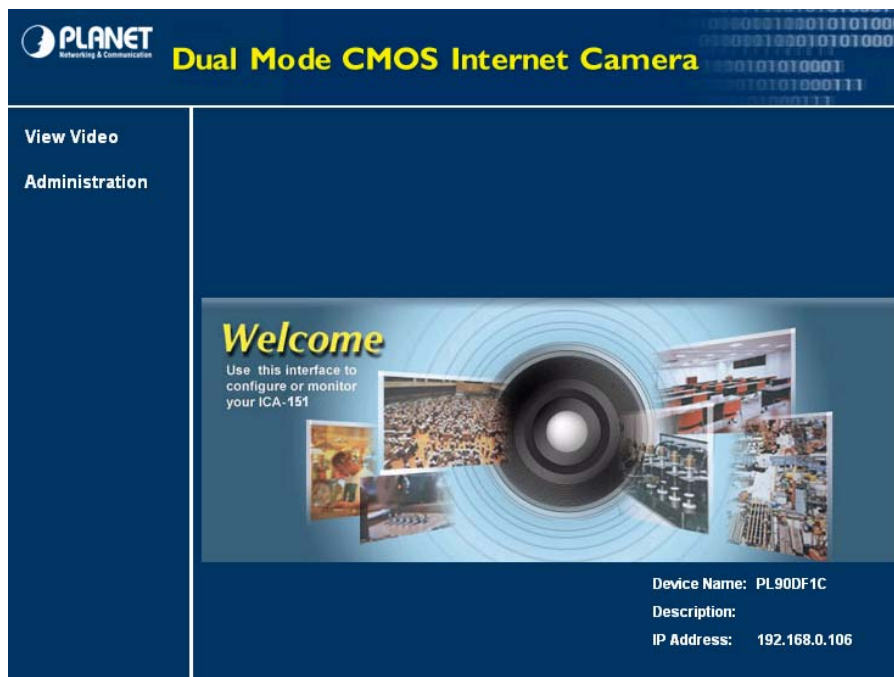 PLANET
Networking & Communication
Dual Mode CMOS Internet Camera
View Video
Administration
Welcome
Use this interface to
configure or monitor
your ICA-151
Device Name: PL90DF1C
Description:
IP Address: 192.168.0.106